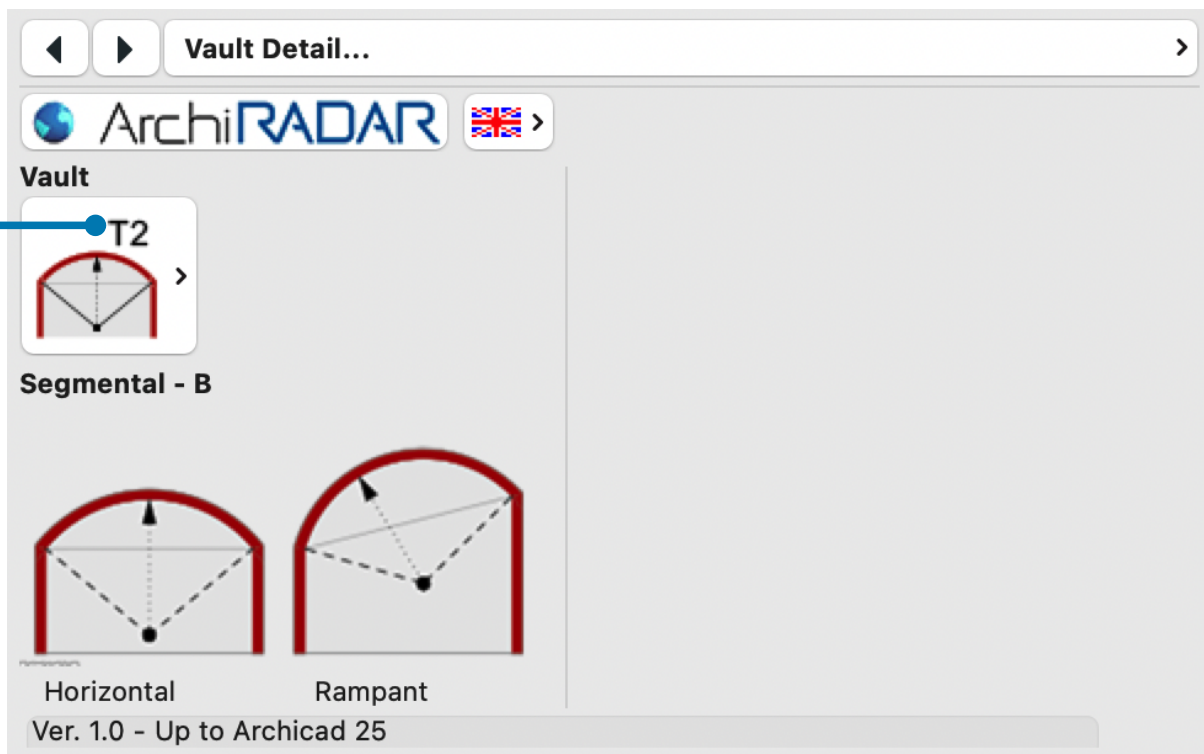 Vault Detail...
ArchiRADAR
Vault
T2
Segmental - B
Horizontal
Rampant
Ver. 1.0 - Up to Archicad 25